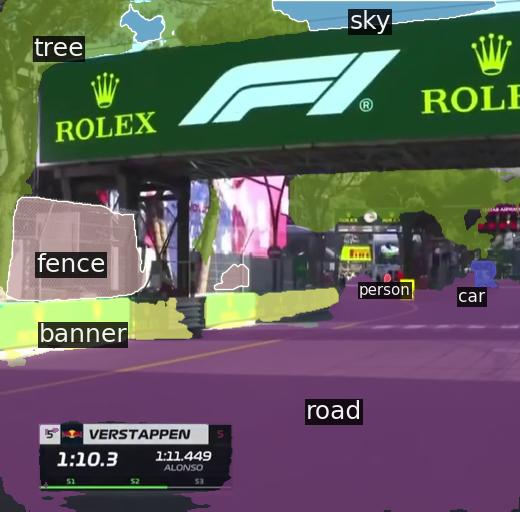 sky
tree
F1®
ROLEX
ROLE
fence
person
car
banner
road
5 VERSTAPPEN 5
1:10.3 1:11.449
ALONSO
S1 S2 S3